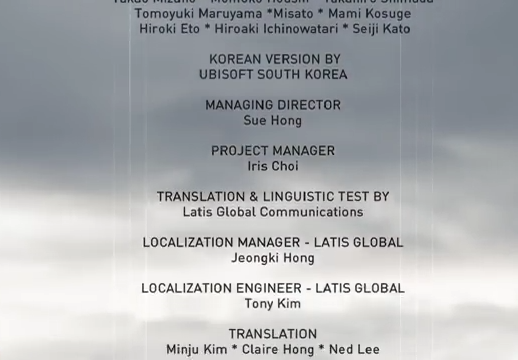 Tomoyuki Maruyama *Misato * Mami Kosuge
Hiroki Eto * Hiroaki Ichinowatari * Seiji Kato
KOREAN VERSION BY
UBISOFT SOUTH KOREA
MANAGING DIRECTOR
Sue Hong
PROJECT MANAGER
Iris Choi
TRANSLATION & LINGUISTIC TEST BY
Latis Global Communications
LOCALIZATION MANAGER - LATIS GLOBAL
Jeongki Hong
LOCALIZATION ENGINEER - LATIS GLOBAL
Tony Kim
TRANSLATION
Minju Kim * Claire Hong * Ned Lee